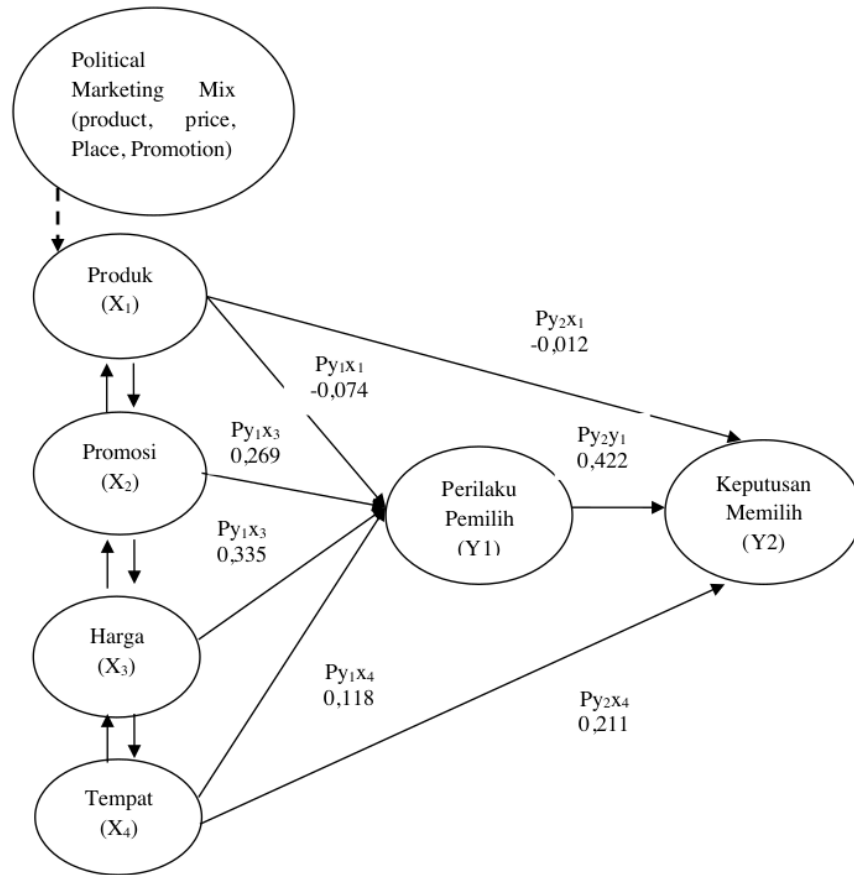 Political
Marketing Mix
(product, price,
Place, Promotion)
Produk
(X₁)
Py₂x₁
-0,012
Py₁x₁
-0,074
Promosi
(X₂)
Py₁x₃
0,269
Py₂y₁
0,422
Perilaku
Pemilih
(Y1)
Keputusan
Memilih
(Y2)
Py₁x₃
0,335
Harga
(X₃)
Py₁x₄
0,118
Py₂x₄
0,211
Tempat
(X₄)